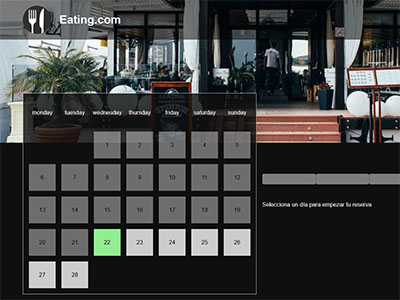 Eating.com
monday tuesday wednesday thursday friday saturday sunday
1 2 3 4 5
6 7 8 9 10 11 12
13 14 15 16 17 18 19
20 21 22 23 24 25 26
27 28
Selecciona un día para empezar tu reserva